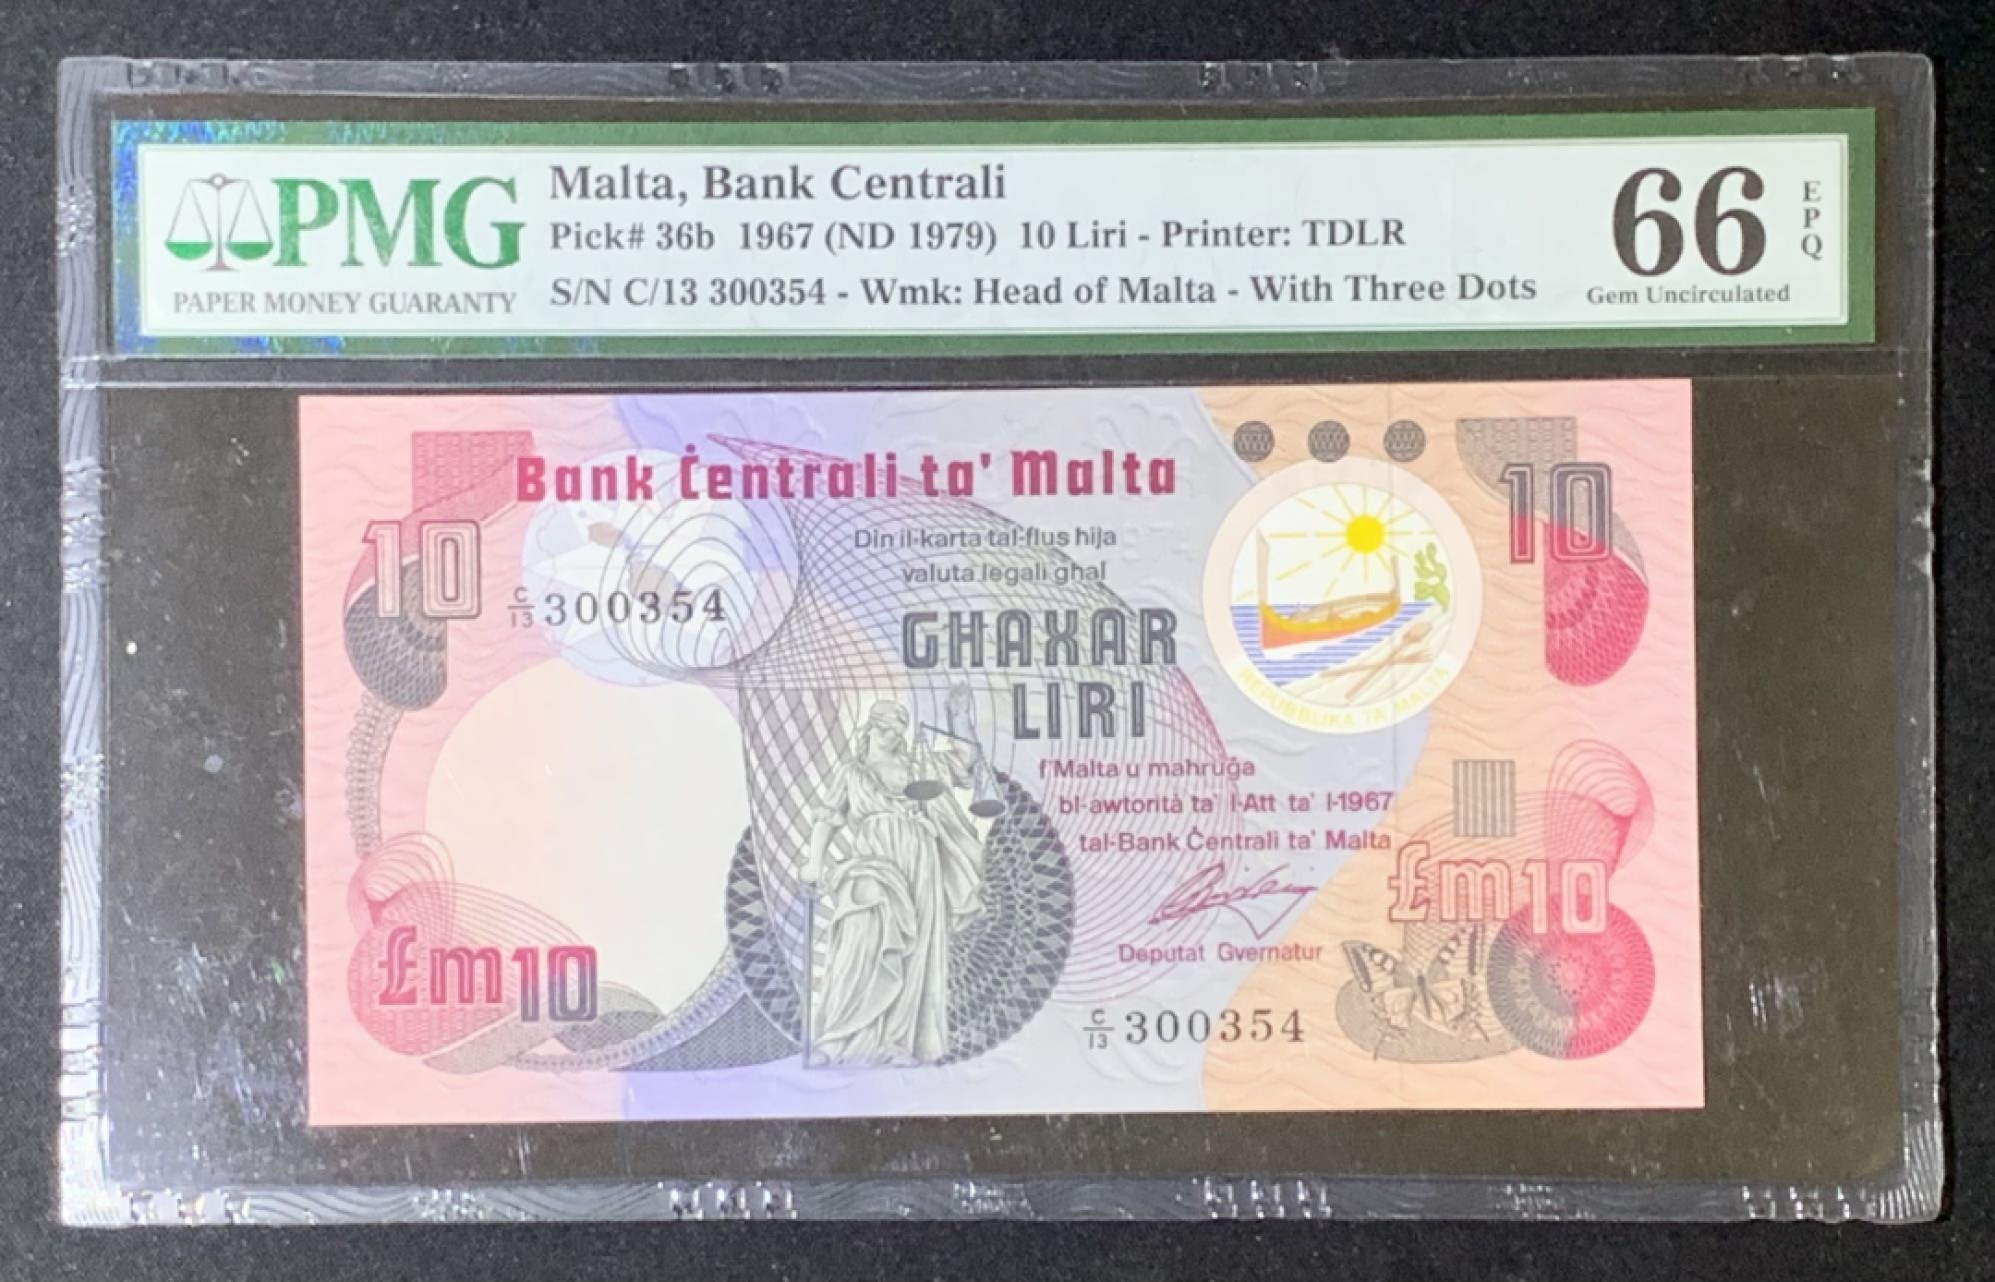 PMG
PAPER MONEY GUARANTY
Malta, Bank Centrali
Pick# 36b 1967 (ND 1979) 10 Liri - Printer: TDLR
S/N C/13 300354 - Wmk: Head of Malta - With Three Dots
66
EPQ
Gem Uncirculated
Bank Ċentrali ta' Malta
10
10
Din il-karta tal-flus hija
valuta legali għal
C/13 300354
GĦAXAR
LIRI
REPUBBLIKA TA' MALTA
f'Malta u maħruġa
bl-awtorità ta' l-Att ta' l-1967
tal-Bank Ċentrali ta' Malta
£m10
£m10
Deputat Gvernatur
C/13 300354